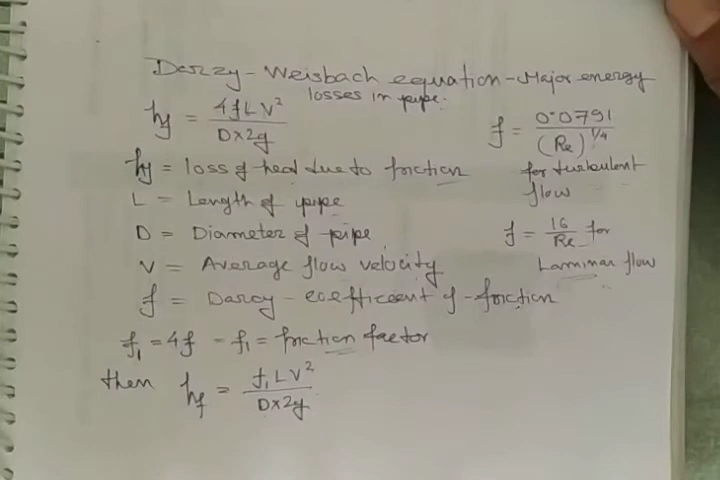 Darzzy - Weisbach equation - Major energy
losses in pipe.
hf = 4fLV² / D×2g
f = 0.0791 / (Re)^1/4
hf = loss of head due to friction
for turbulent
flow
L = Length of pipe
D = Diameter of pipe
f = 16/Re for
Laminar flow
V = Average flow velocity
f = Darcy - coefficient of - friction
f₁ = 4f - f₁ = friction factor
then hf = f₁LV² / D×2g